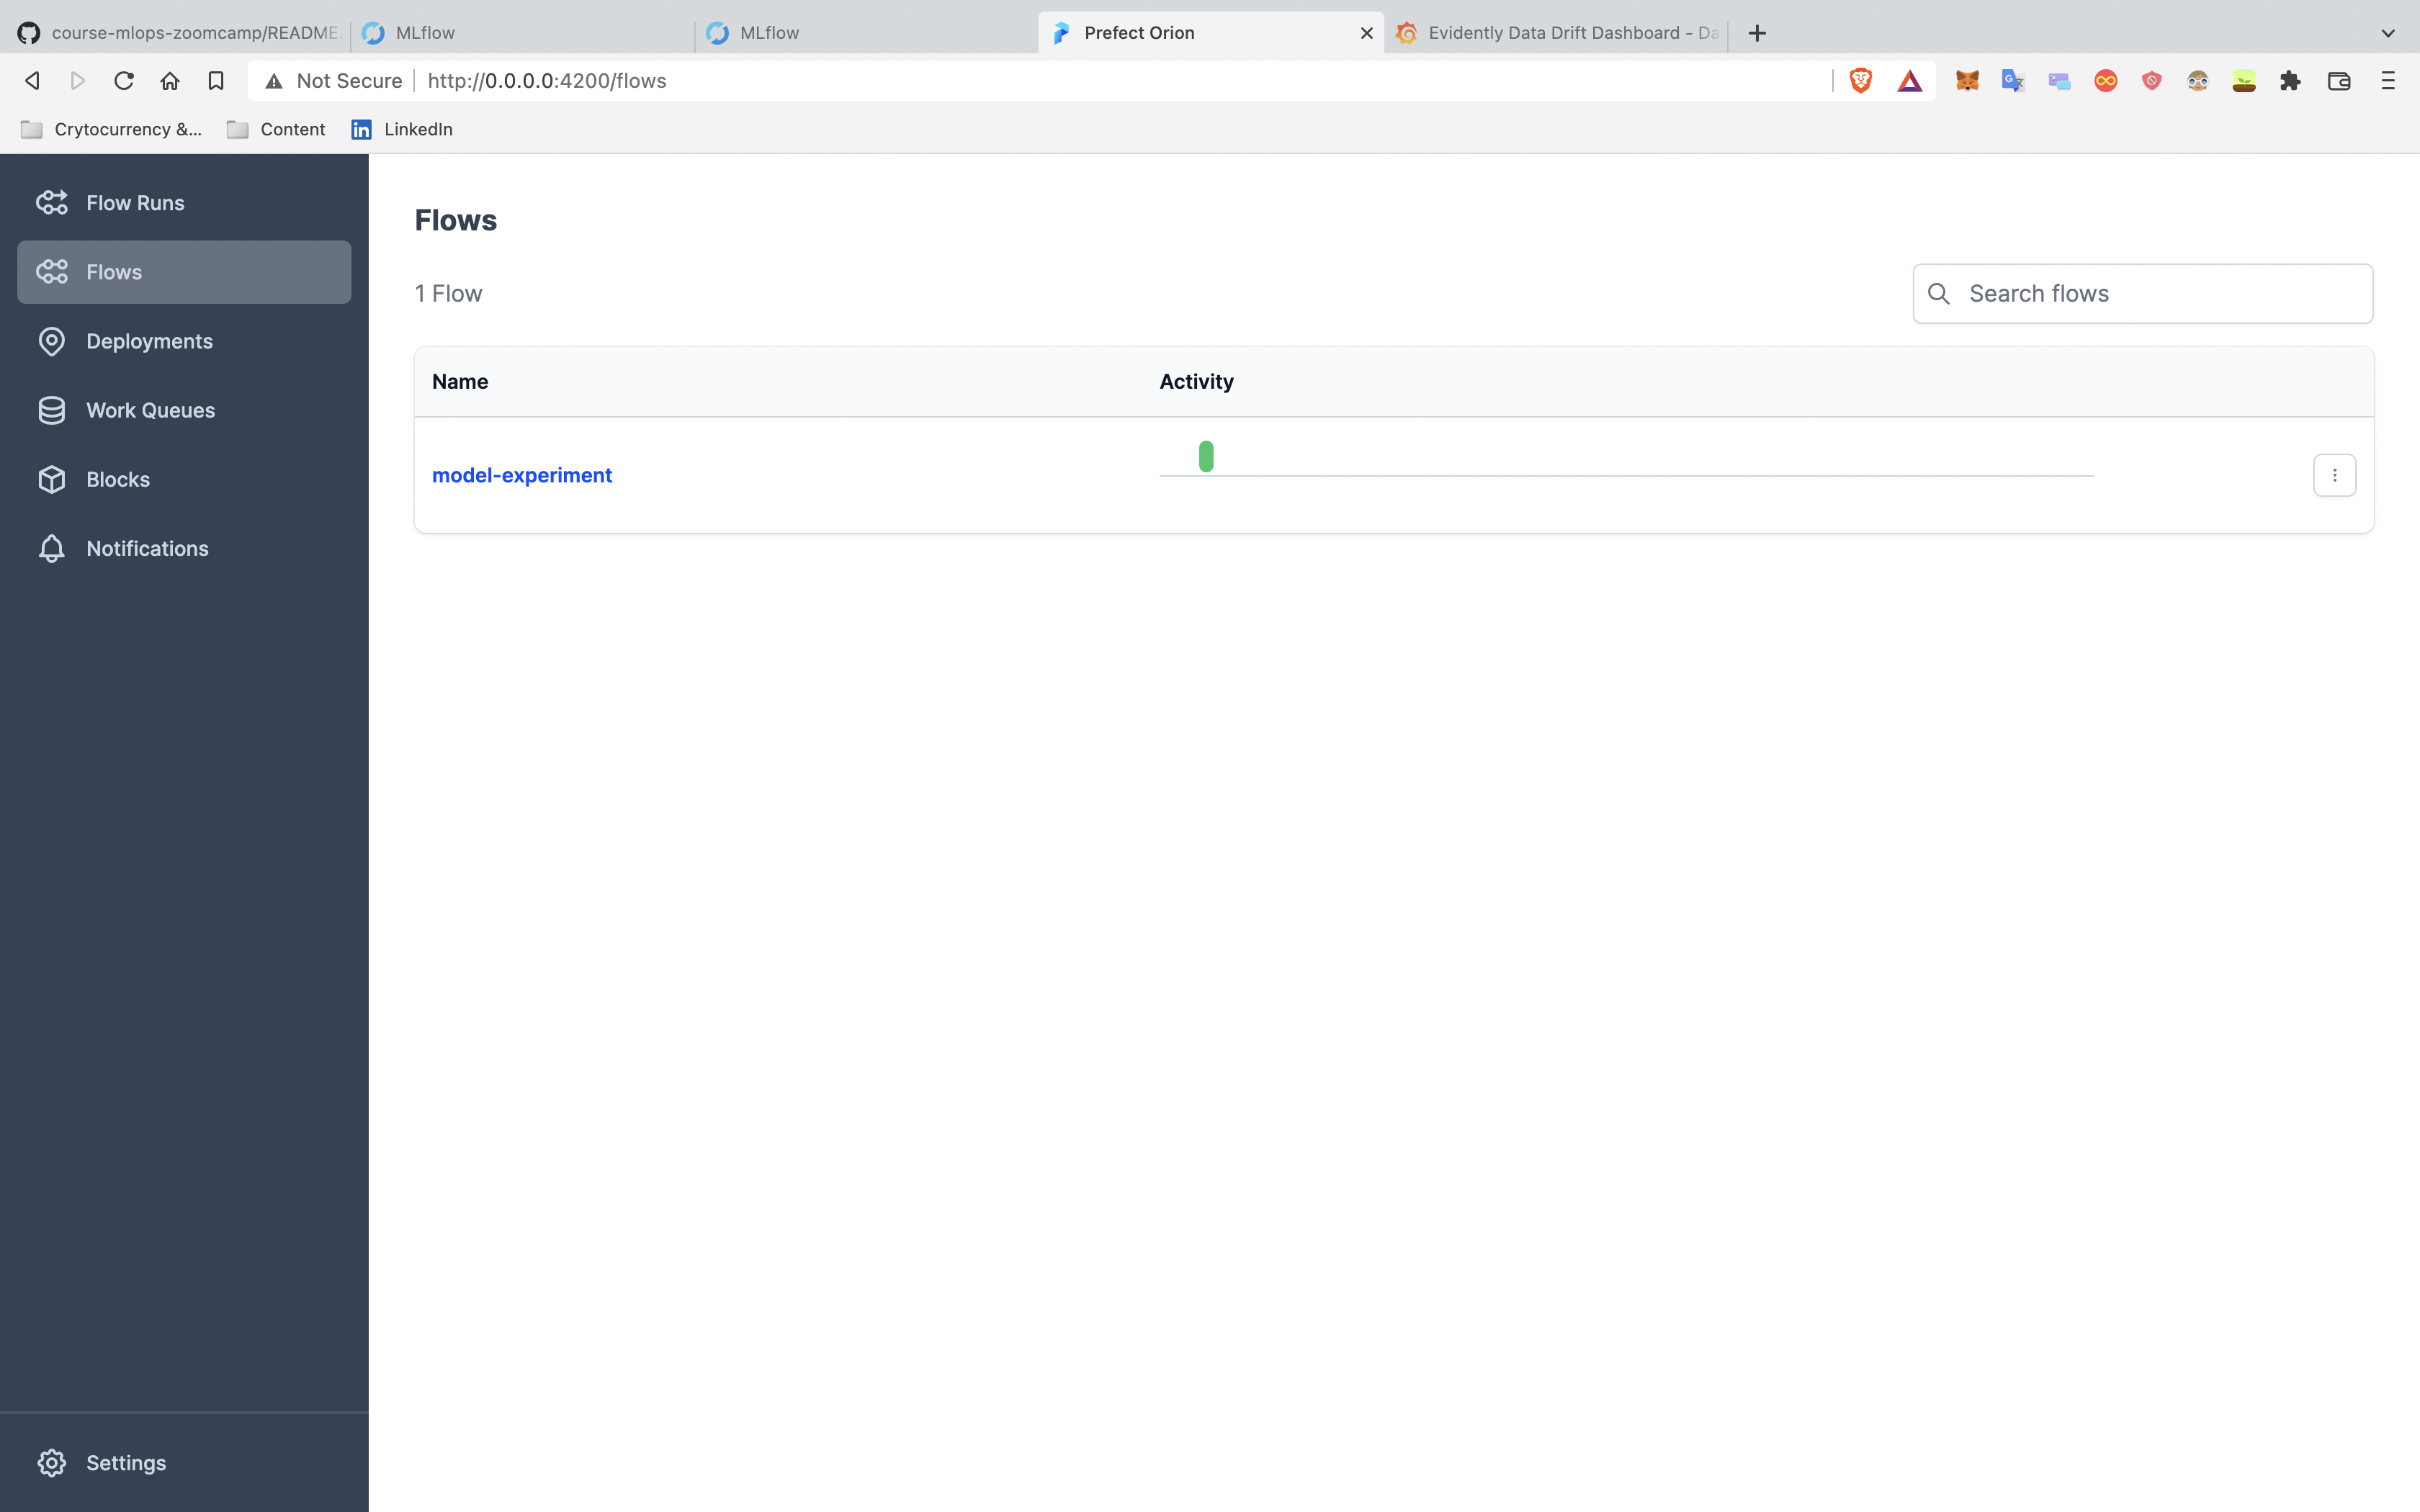 course-mlops-zoomcamp/README.
MLflow
MLflow
Prefect Orion
Evidently Data Drift Dashboard - Da
Not Secure
http://0.0.0.0:4200/flows
Crytocurrency &...
Content
LinkedIn
Flow Runs
Flows
Deployments
Work Queues
Blocks
Notifications
Settings
Flows
1 Flow
Search flows
Name
Activity
model-experiment